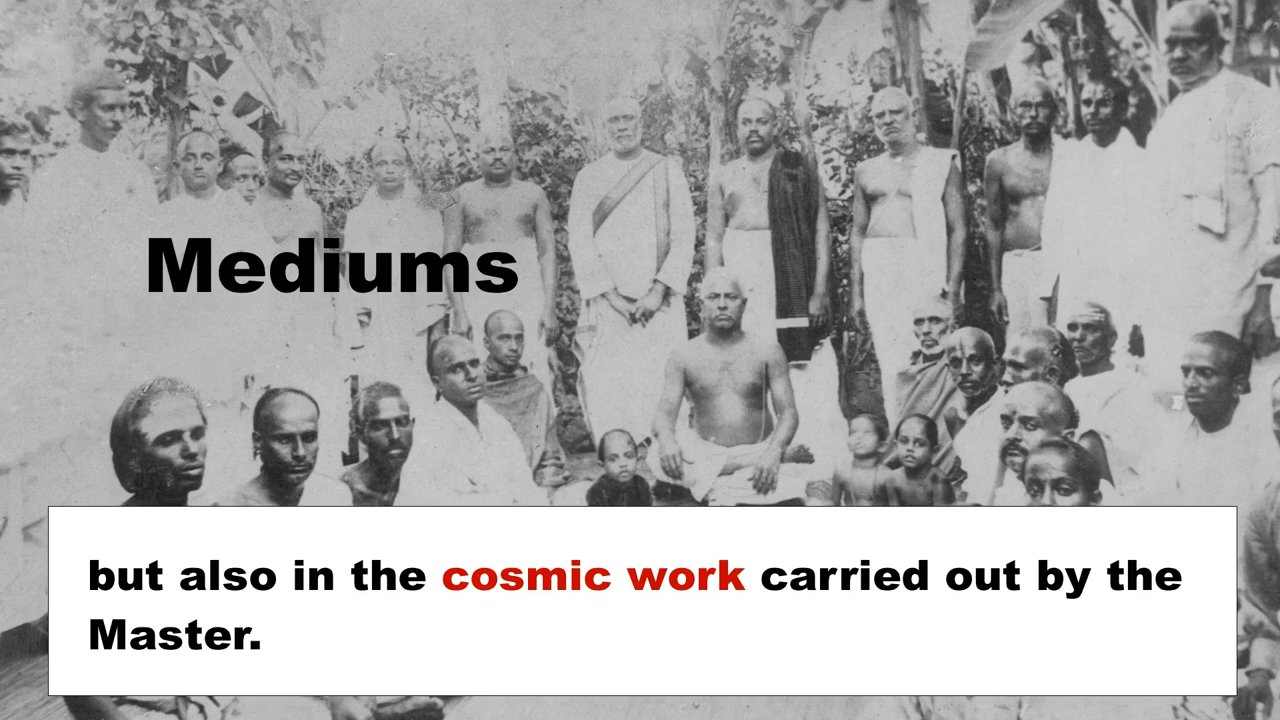 Mediums
but also in the cosmic work carried out by the
Master.